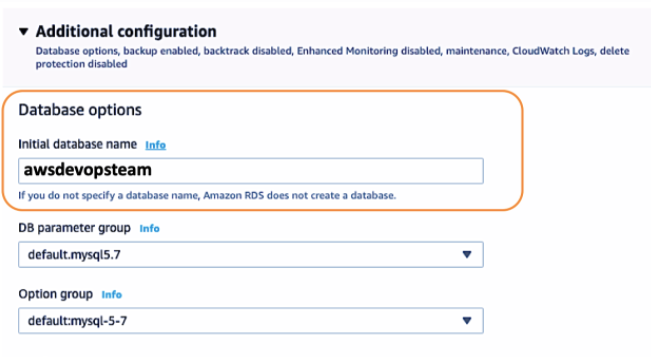 Additional configuration
Database options, backup enabled, backtrack disabled, Enhanced Monitoring disabled, maintenance, CloudWatch Logs, delete
protection disabled
Database options
Initial database name Info
awsdevopsteam
If you do not specify a database name, Amazon RDS does not create a database.
DB parameter group Info
default.mysql5.7
Option group Info
default:mysql-5-7